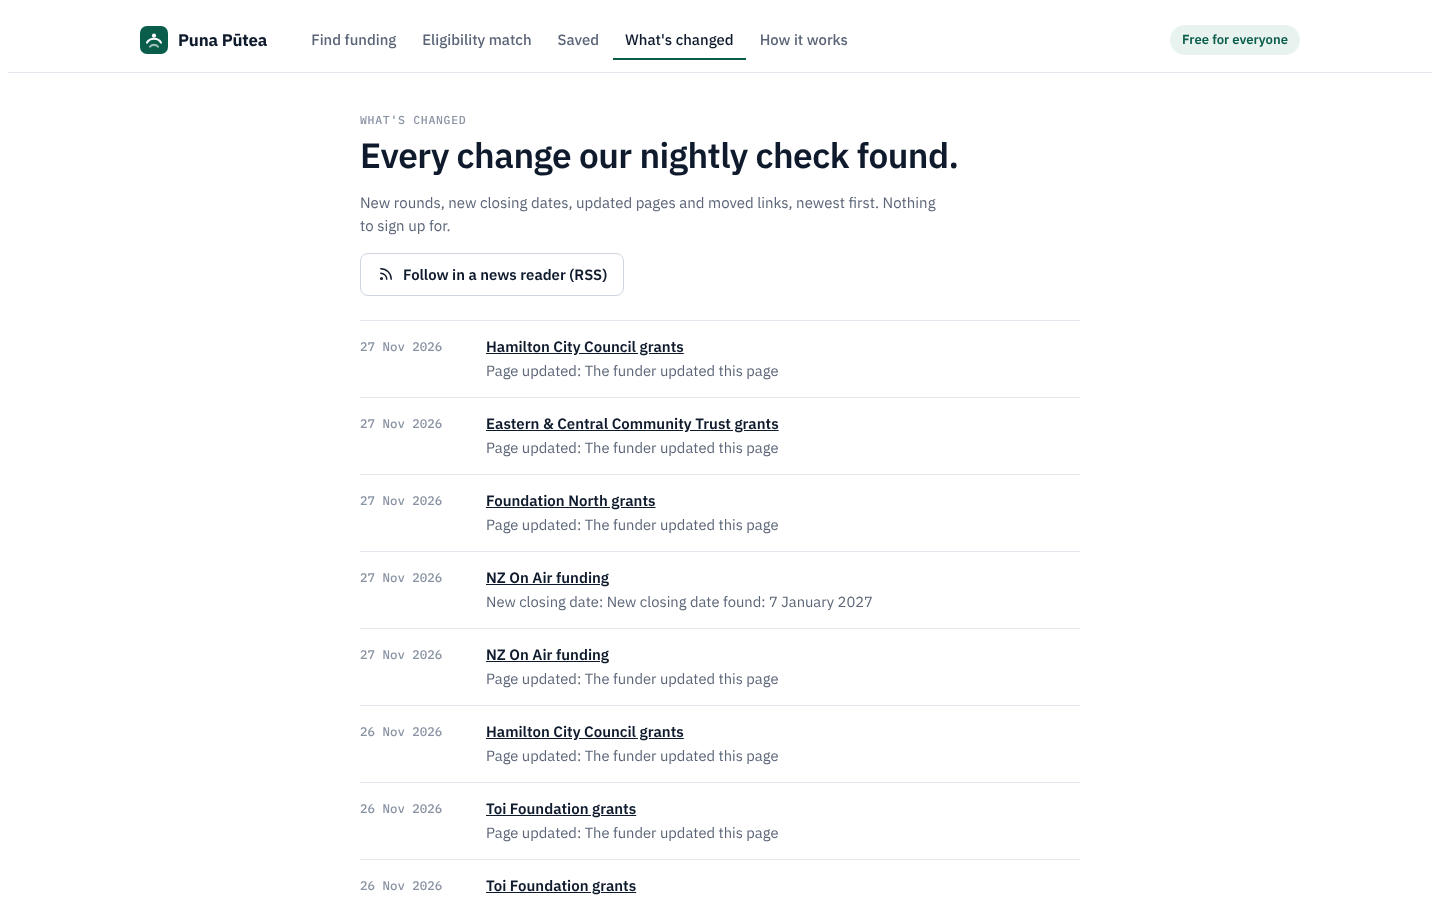 Puna Pūtea
Find funding
Eligibility match
Saved
What's changed
How it works
Free for everyone
WHAT'S CHANGED
Every change our nightly check found.
New rounds, new closing dates, updated pages and moved links, newest first. Nothing
to sign up for.
Follow in a news reader (RSS)
27 Nov 2026
Hamilton City Council grants
Page updated: The funder updated this page
27 Nov 2026
Eastern & Central Community Trust grants
Page updated: The funder updated this page
27 Nov 2026
Foundation North grants
Page updated: The funder updated this page
27 Nov 2026
NZ On Air funding
New closing date: New closing date found: 7 January 2027
27 Nov 2026
NZ On Air funding
Page updated: The funder updated this page
26 Nov 2026
Hamilton City Council grants
Page updated: The funder updated this page
26 Nov 2026
Toi Foundation grants
Page updated: The funder updated this page
26 Nov 2026
Toi Foundation grants